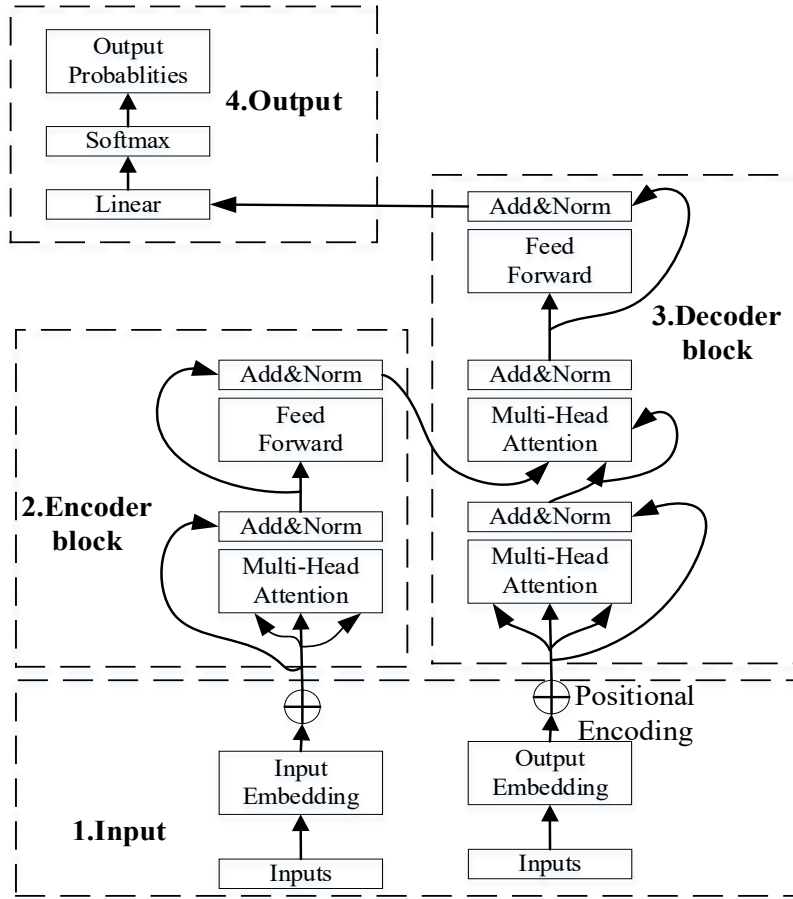 Output
Probablities
4.Output
Softmax
Linear
Add&Norm
Feed
Forward
3.Decoder
block
Add&Norm
Multi-Head
Attention
Add&Norm
Multi-Head
Attention
Add&Norm
Feed
Forward
2.Encoder
block
Add&Norm
Multi-Head
Attention
Positional
Encoding
Input
Embedding
Output
Embedding
1.Input
Inputs
Inputs